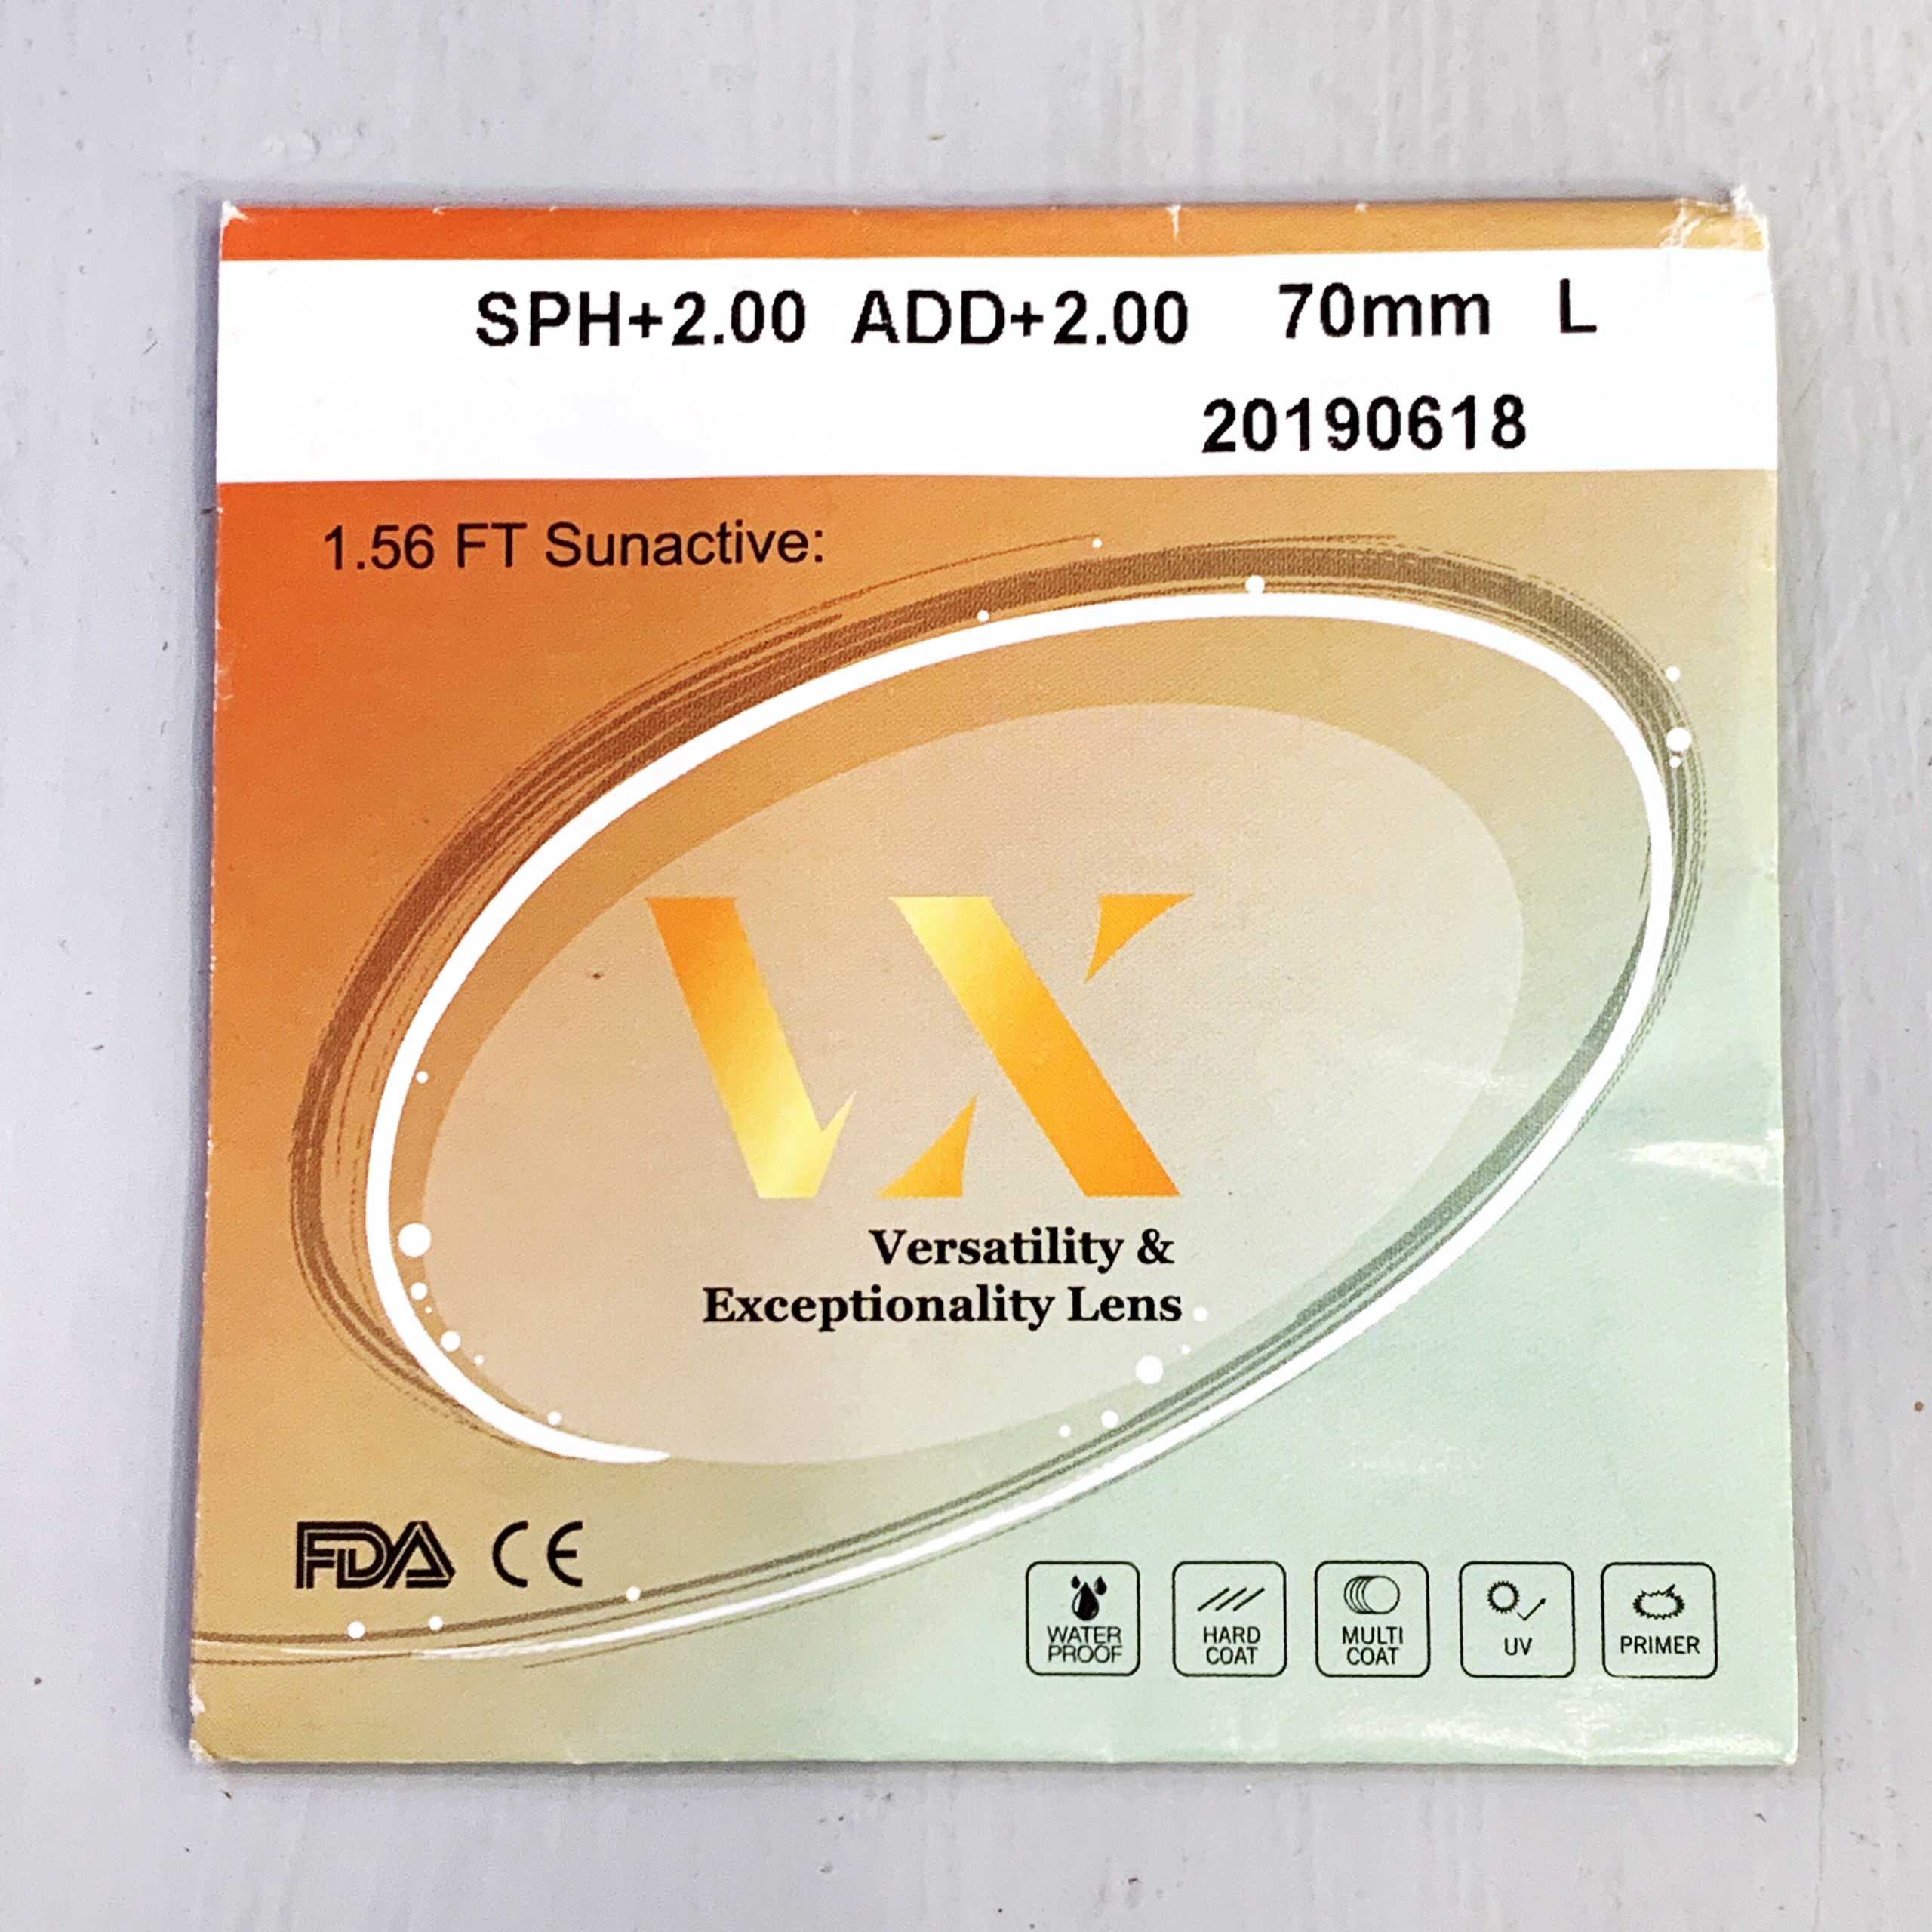 SPH+2.00 ADD+2.00 70mm L
20190618
1.56 FT Sunactive:
VX
Versatility &
Exceptionality Lens
FDA CE
WATER PROOF
HARD COAT
MULTI COAT
UV
PRIMER